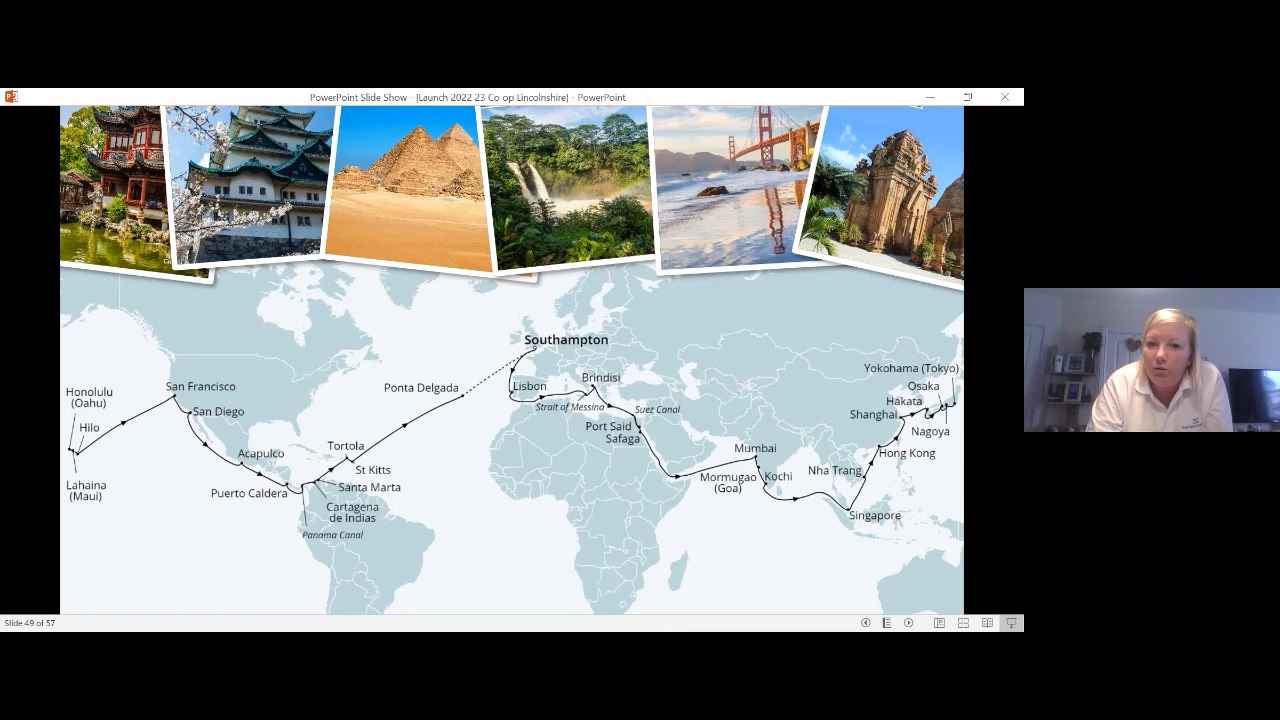 PowerPoint Slide Show - [Launch 2022 23 Co op Lincolnshire] - PowerPoint
Southampton
Yokohama (Tokyo)
Brindisi
Osaka
Honolulu
(Oahu)
San Francisco
Ponta Delgada
Lisbon
Hakata
Strait of Messina
Suez Canal
San Diego
Shanghai
Hilo
Port Said
Nagoya
Safaga
Tortola
Mumbai
Acapulco
Hong Kong
St Kitts
Nha Trang
Mormugao
(Goa)
Kochi
Lahaina
(Maui)
Puerto Caldera
Santa Marta
Cartagena
de Indias
Singapore
Panama Canal
Slide 49 of 57